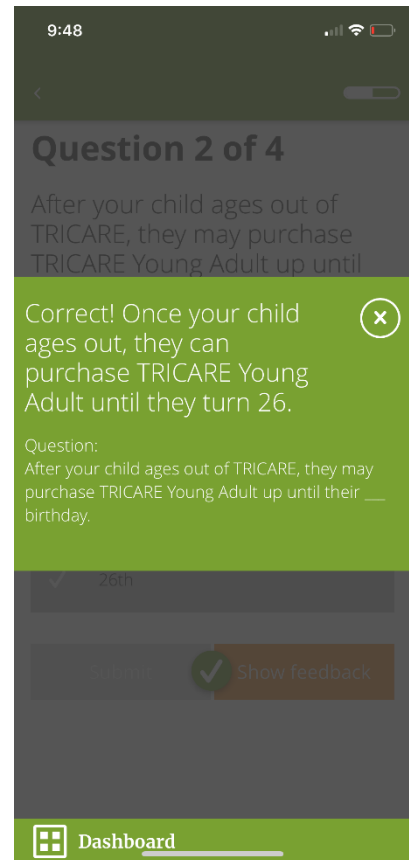 9:48
Question 2 of 4
After your child ages out of
TRICARE, they may purchase
TRICARE Young Adult up until
Correct! Once your child
ages out, they can
purchase TRICARE Young
Adult until they turn 26.
Question:
After your child ages out of TRICARE, they may
purchase TRICARE Young Adult up until their __
birthday.
26th
Submit
Show feedback
Dashboard